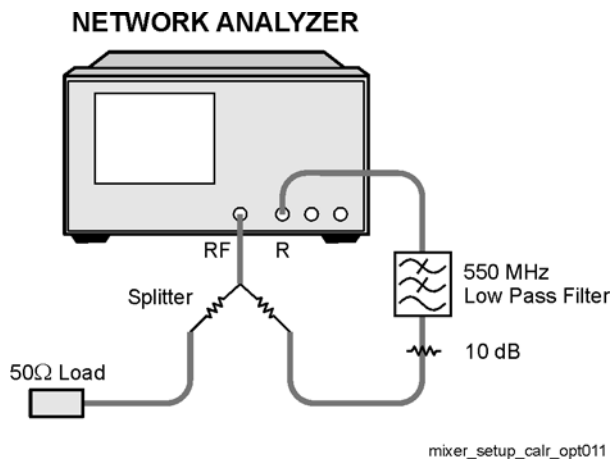 NETWORK ANALYZER
RF
R
Splitter
550 MHz
Low Pass Filter
10 dB
50Ω Load
mixer_setup_calr_opt011